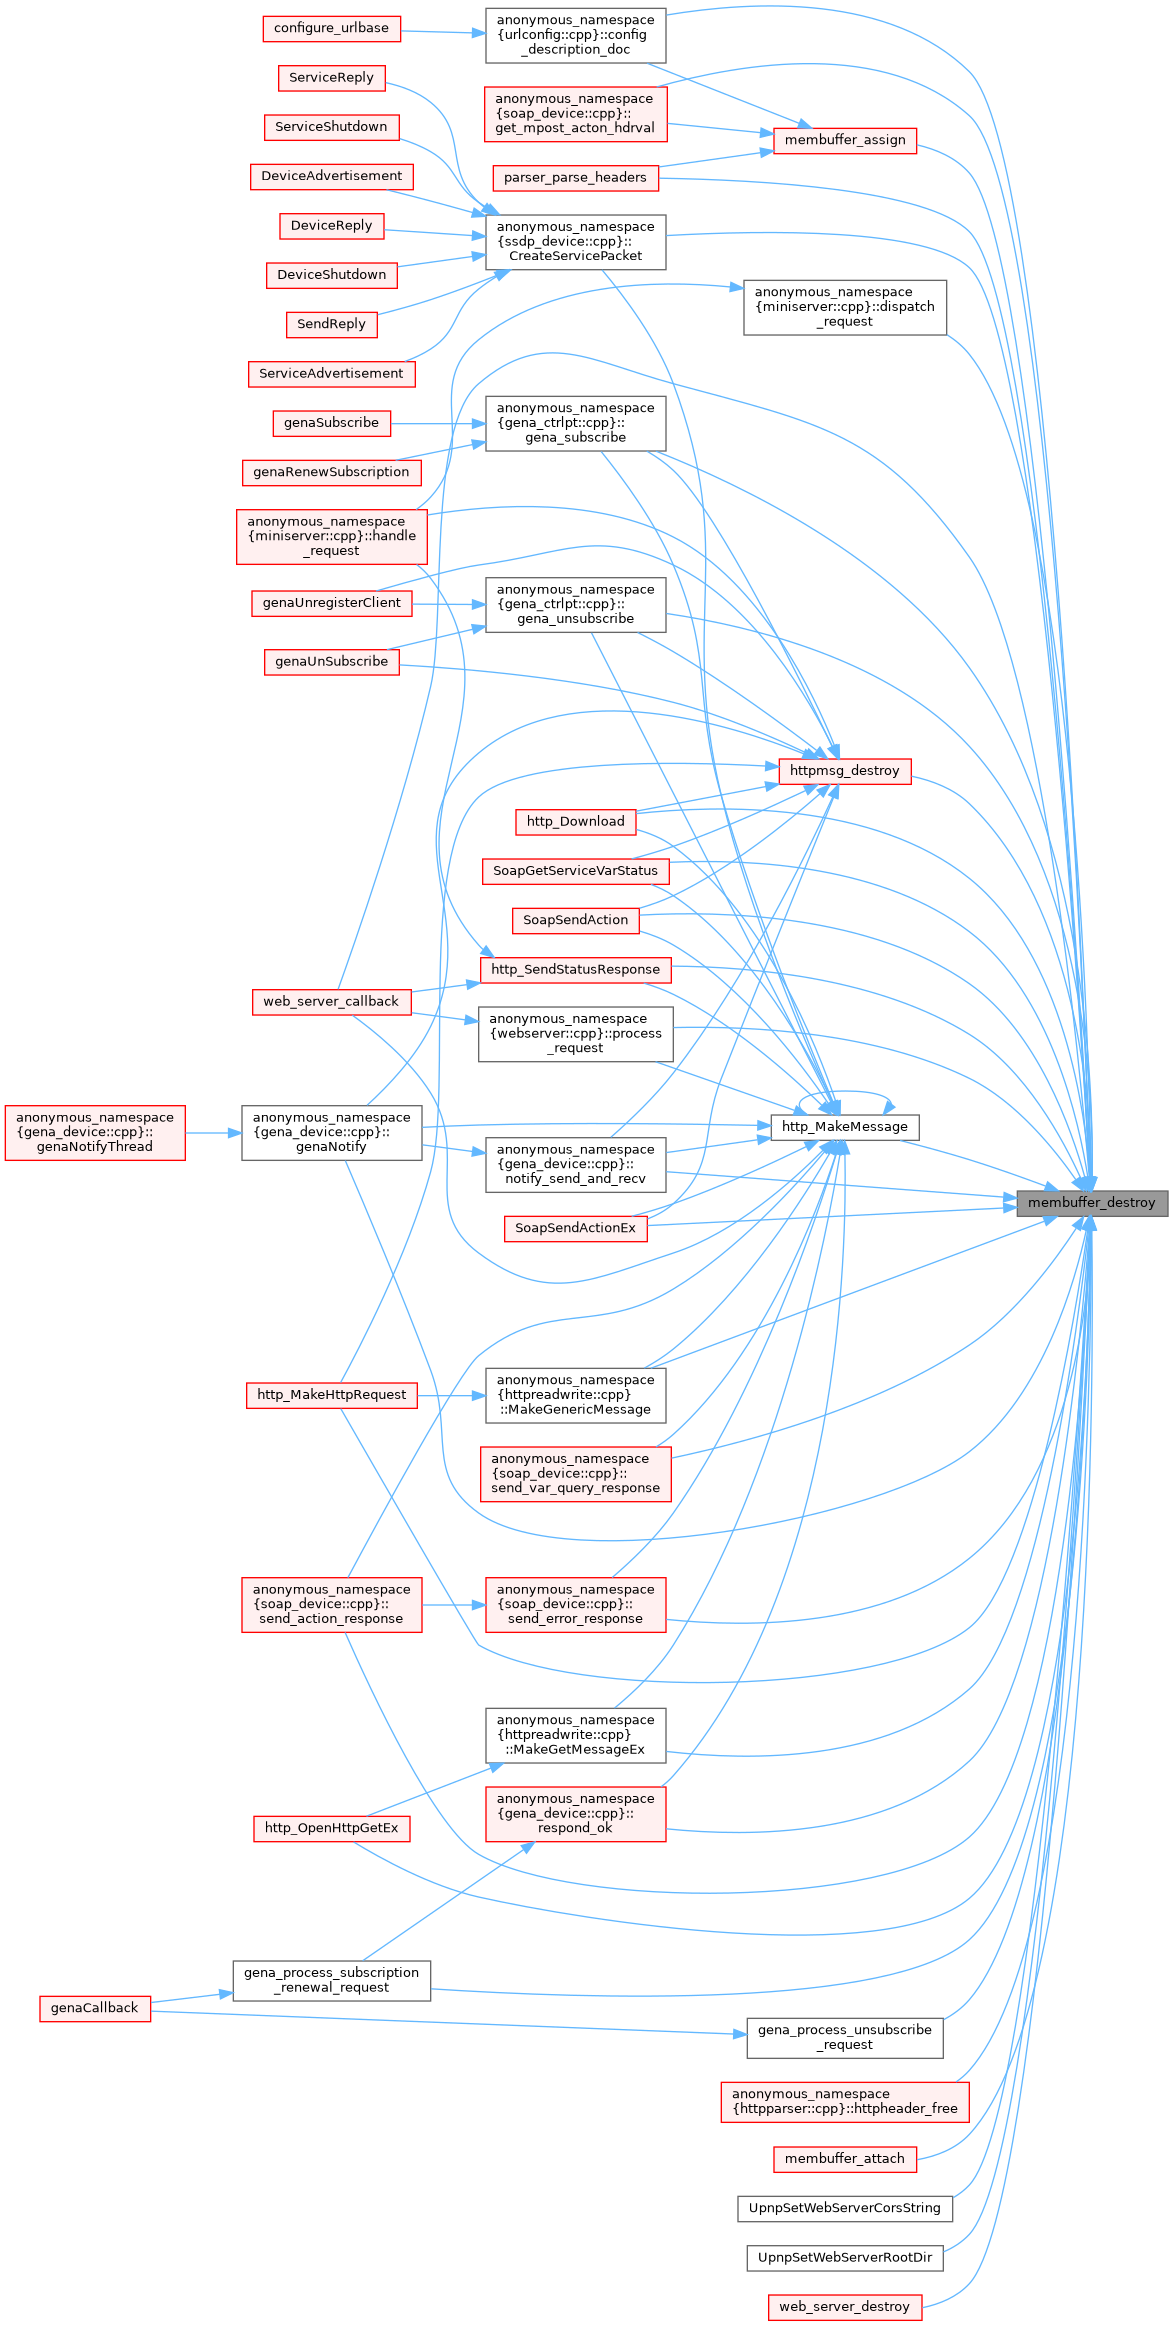 configure_urlbase
anonymous_namespace
{urlconfig::cpp}::config
_description_doc
ServiceReply
anonymous_namespace
{soap_device::cpp}::
get_mpost_acton_hdrval
ServiceShutdown
membuffer_assign
DeviceAdvertisement
parser_parse_headers
DeviceReply
anonymous_namespace
{ssdp_device::cpp}::
CreateServicePacket
DeviceShutdown
anonymous_namespace
{miniserver::cpp}::dispatch
_request
SendReply
ServiceAdvertisement
genaSubscribe
anonymous_namespace
{gena_ctrlpt::cpp}::
gena_subscribe
genaRenewSubscription
anonymous_namespace
{miniserver::cpp}::handle
_request
genaUnregisterClient
anonymous_namespace
{gena_ctrlpt::cpp}::
gena_unsubscribe
genaUnSubscribe
httpmsg_destroy
http_Download
SoapGetServiceVarStatus
SoapSendAction
http_SendStatusResponse
web_server_callback
anonymous_namespace
{webserver::cpp}::process
_request
anonymous_namespace
{gena_device::cpp}::
genaNotifyThread
anonymous_namespace
{gena_device::cpp}::
genaNotify
http_MakeMessage
anonymous_namespace
{gena_device::cpp}::
notify_send_and_recv
membuffer_destroy
SoapSendActionEx
http_MakeHttpRequest
anonymous_namespace
{httpreadwrite::cpp}
::MakeGenericMessage
anonymous_namespace
{soap_device::cpp}::
send_var_query_response
anonymous_namespace
{soap_device::cpp}::
send_action_response
anonymous_namespace
{soap_device::cpp}::
send_error_response
anonymous_namespace
{httpreadwrite::cpp}
::MakeGetMessageEx
http_OpenHttpGetEx
anonymous_namespace
{gena_device::cpp}::
respond_ok
gena_process_subscription
_renewal_request
genaCallback
gena_process_unsubscribe
_request
anonymous_namespace
{httpparser::cpp}::httpheader_free
membuffer_attach
UpnpSetWebServerCorsString
UpnpSetWebServerRootDir
web_server_destroy